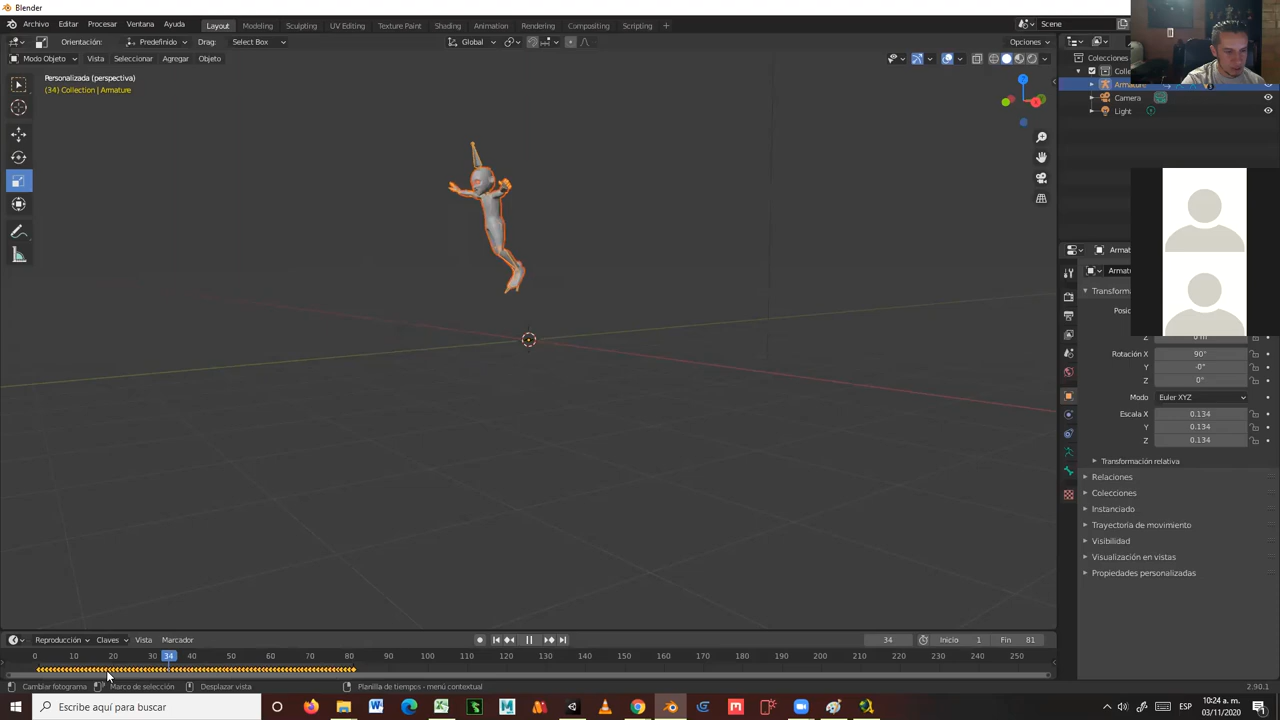 Blender
Archivo Editar Procesar Ventana Ayuda Layout Modeling Sculpting UV Editing Texture Paint Shading Animation Rendering Compositing Scripting + Scene
Orientación: Predefinido Drag: Select Box Global Opciones
Modo Objeto Vista Seleccionar Agregar Objeto
Personalizada (perspectiva)
(34) Collection | Armature
Colecciones
Colle
Armature
Camera
Light
Z
X
Armat
Armatu
Transforma
Posic
Z 0 m
Rotación X 90°
Y -0°
Z 0°
Modo Euler XYZ
Escala X 0.134
Y 0.134
Z 0.134
Transformación relativa
Relaciones
Colecciones
Instanciado
Trayectoria de movimiento
Visibilidad
Visualización en vistas
Propiedades personalizadas
Reproducción Claves Vista Marcador 34 Inicio 1 Fin 81
0 10 20 30 34 40 50 60 70 80 90 100 110 120 130 140 150 160 170 180 190 200 210 220 230 240 250
Cambiar fotograma Marco de selección Desplazar vista Planilla de tiempos - menú contextual 2.90.1
Escribe aquí para buscar ESP 10:24 a. m.
03/11/2020